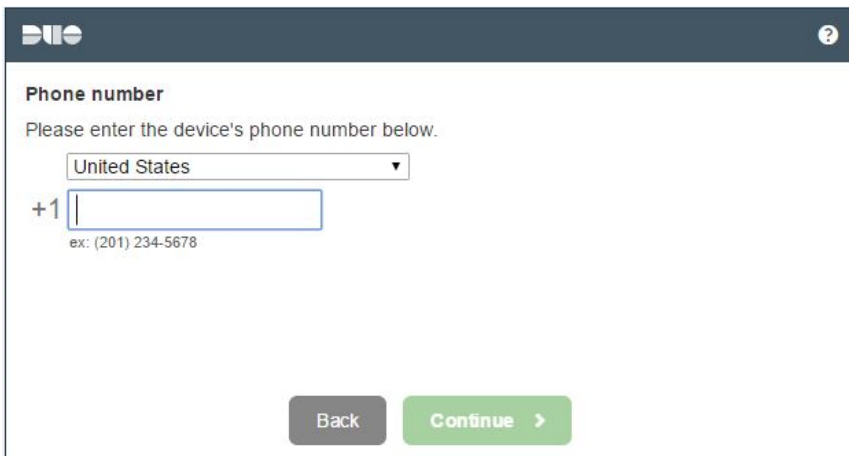 DUO
?
Phone number
Please enter the device's phone number below.
United States
+1
ex: (201) 234-5678
Back
Continue